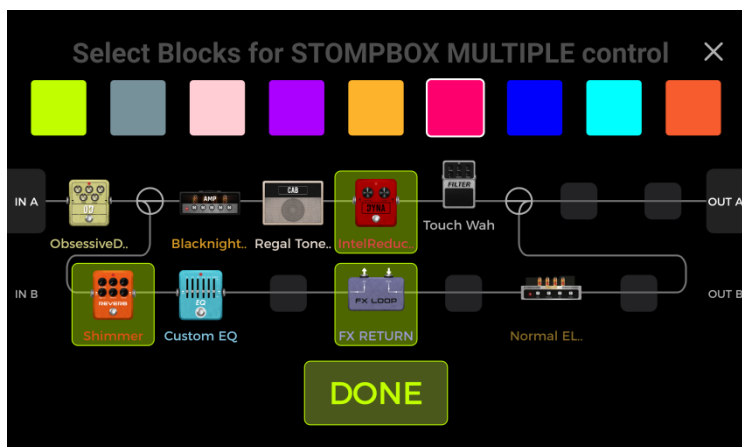 Select Blocks for STOMPBOX MULTIPLE control
IN A
OD
AMP
CAB
DYNA
FILTER
OUT A
ObsessiveD..
Blacknight..
Regal Tone..
IntelReduc..
Touch Wah
IN B
REVERB
EQ
FX LOOP
OUT B
Shimmer
Custom EQ
FX RETURN
Normal EL..
DONE